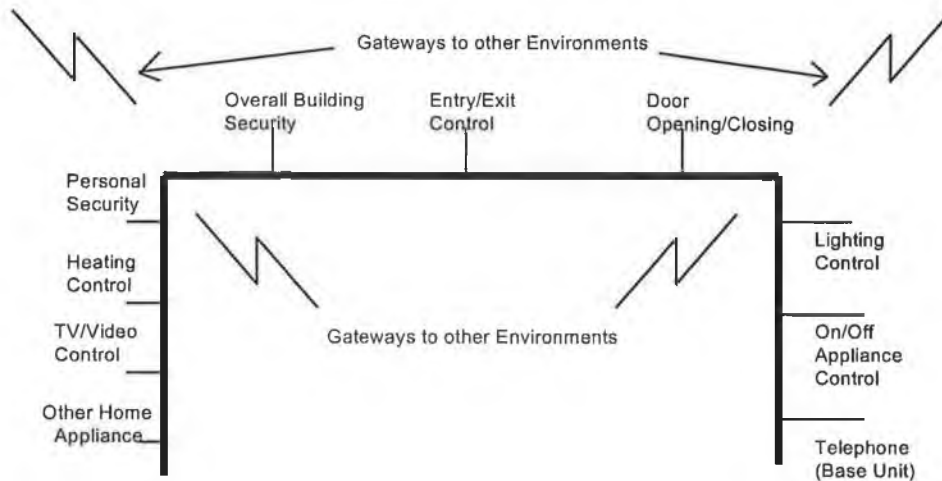 Gateways to other Environments
Overall Building
Security
Entry/Exit
Control
Door
Opening/Closing
Personal
Security
Heating
Control
TV/Video
Control
Other Home
Appliance
Gateways to other Environments
Lighting
Control
On/Off
Appliance
Control
Telephone
(Base Unit)